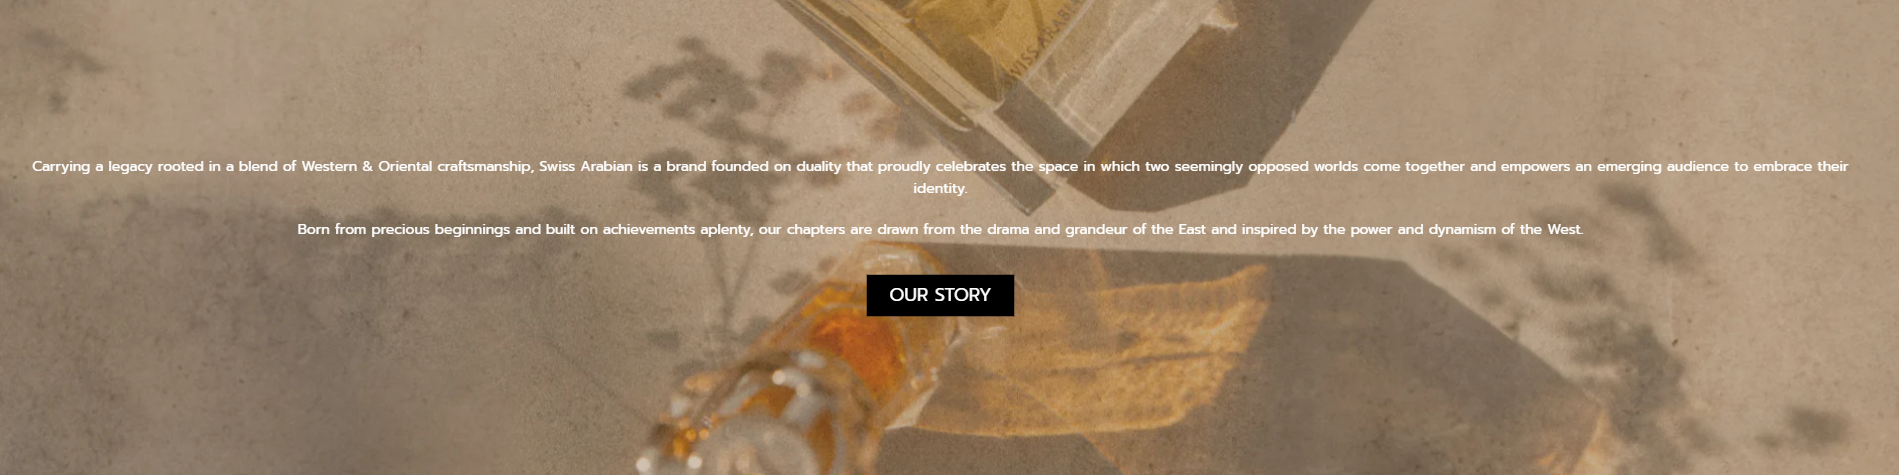 WISS ARABIA
Carrying a legacy rooted in a blend of Western & Oriental craftsmanship, Swiss Arabian is a brand founded on duality that proudly celebrates the space in which two seemingly opposed worlds come together and empowers an emerging audience to embrace their
identity.
Born from precious beginnings and built on achievements aplenty, our chapters are drawn from the drama and grandeur of the East and inspired by the power and dynamism of the West.
OUR STORY